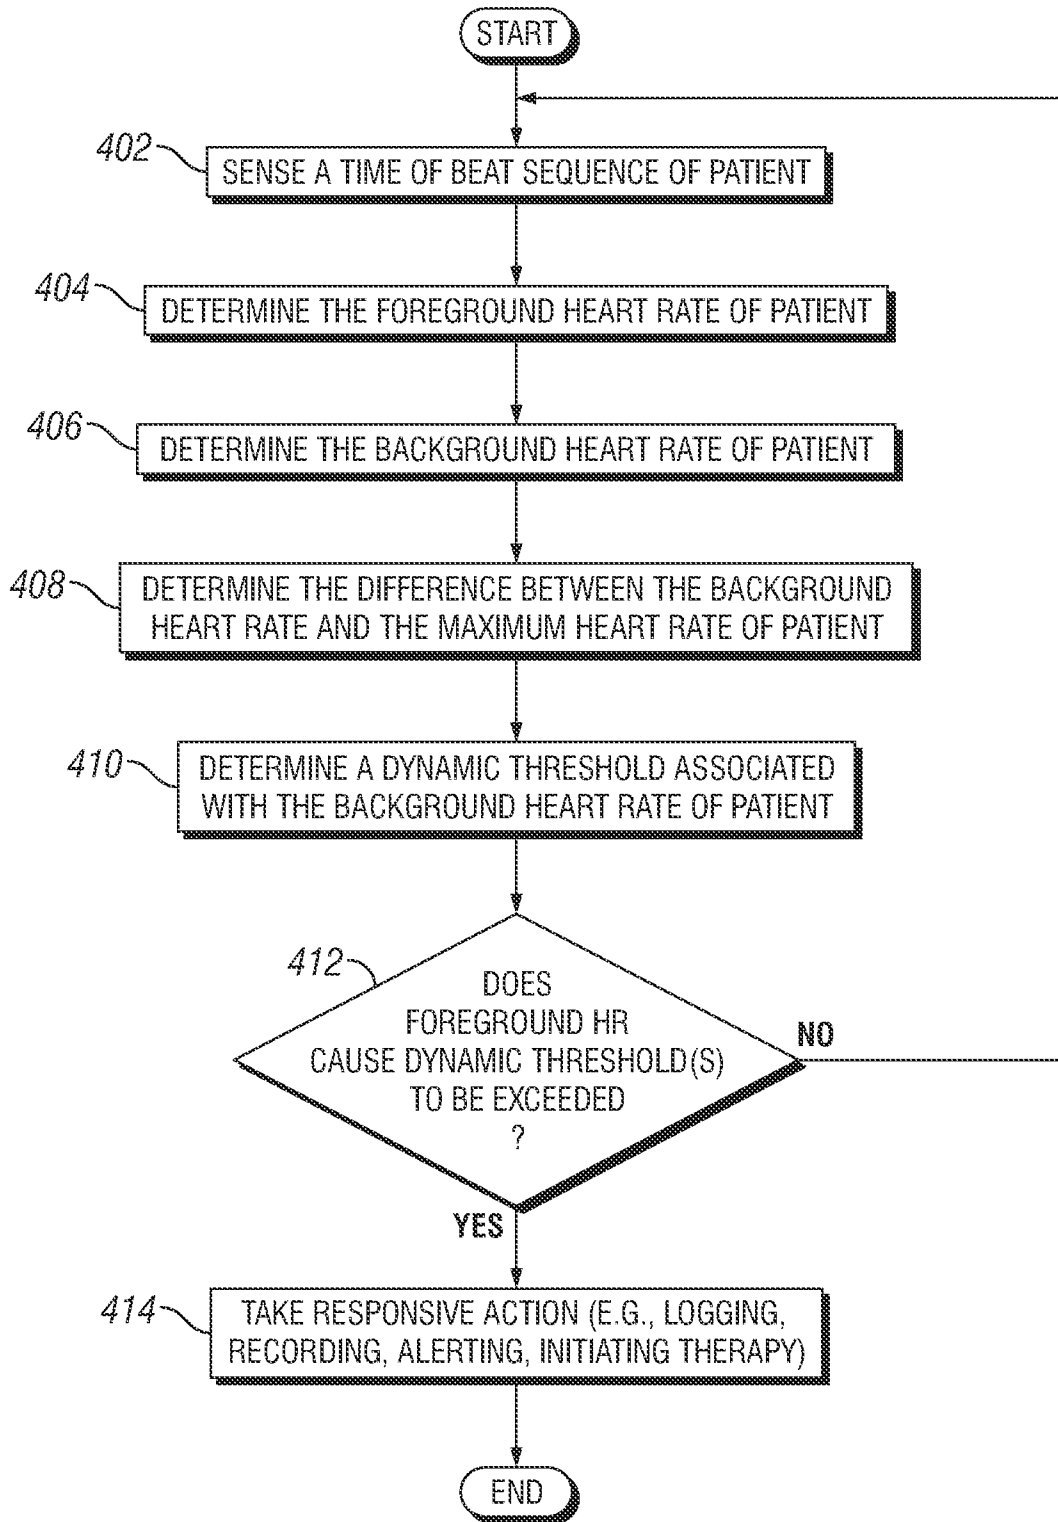 START
402
SENSE A TIME OF BEAT SEQUENCE OF PATIENT
404
DETERMINE THE FOREGROUND HEART RATE OF PATIENT
406
DETERMINE THE BACKGROUND HEART RATE OF PATIENT
408
DETERMINE THE DIFFERENCE BETWEEN THE BACKGROUND
HEART RATE AND THE MAXIMUM HEART RATE OF PATIENT
410
DETERMINE A DYNAMIC THRESHOLD ASSOCIATED
WITH THE BACKGROUND HEART RATE OF PATIENT
412
DOES
FOREGROUND HR
CAUSE DYNAMIC THRESHOLD(S)
TO BE EXCEEDED
?
NO
YES
414
TAKE RESPONSIVE ACTION (E.G., LOGGING,
RECORDING, ALERTING, INITIATING THERAPY)
END